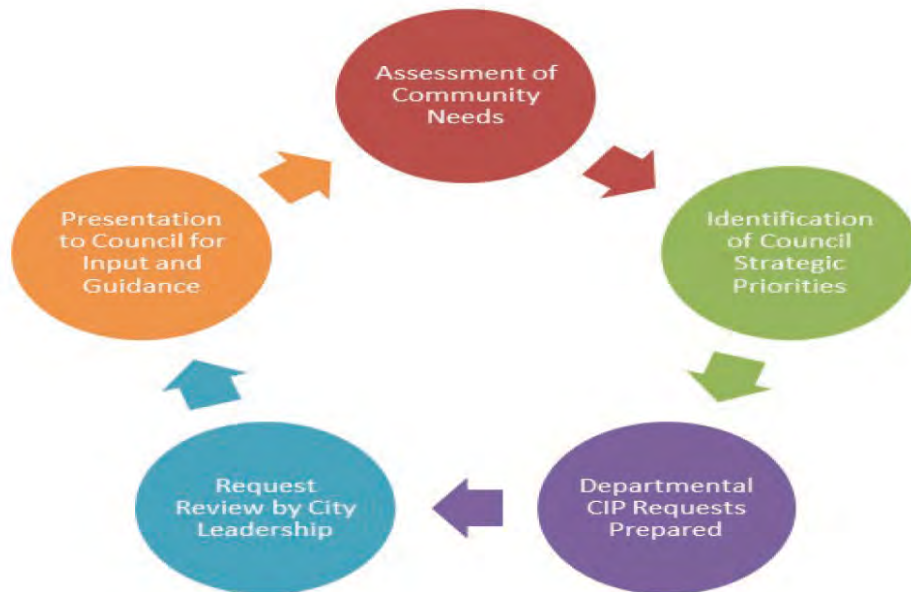 Assessment of
Community
Needs
Identification
of Council
Strategic
Priorities
Departmental
CIP Requests
Prepared
Request
Review by City
Leadership
Presentation
to Council for
Input and
Guidance